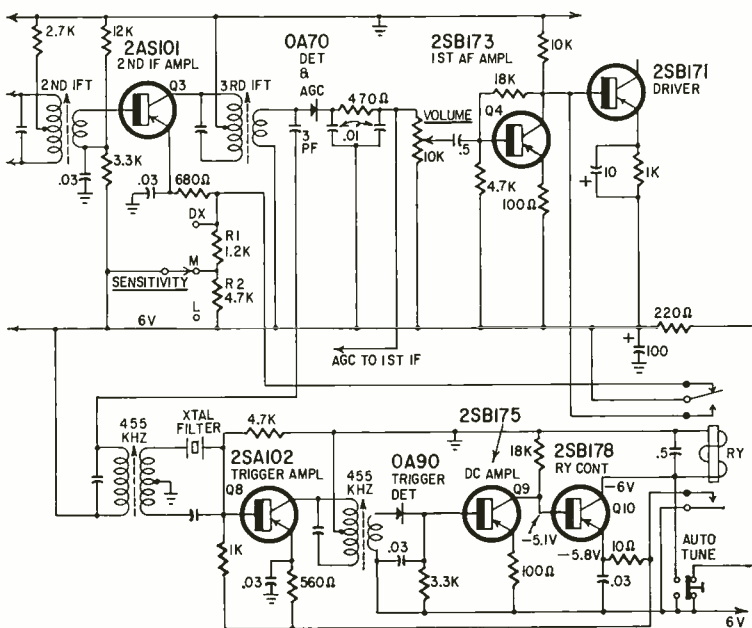 2.7K
12K
2AS101
2ND IF AMPL
Q3
2ND IFT
3RD IFT
0A70
DET
&
AGC
470Ω
.01
3
PF
VOLUME
10K
.5
2SB173
1ST AF AMPL
18K
10K
Q4
4.7K
100Ω
2SB171
DRIVER
10
+
1K
.03
3.3K
.03
680Ω
DX
R1
1.2K
M
SENSITIVITY
R2
4.7K
L
6V
AGC TO 1ST IF
220Ω
+
100
455
KHZ
XTAL
FILTER
4.7K
2SA102
TRIGGER AMPL
Q8
1K
.03
560Ω
455
KHZ
0A90
TRIGGER
DET
.03
3.3K
2SB175
DC AMPL
Q9
100Ω
18K
-5.1V
2SB178
RY CONT
-6V
Q10
-5.8V
10Ω
.03
.5
RY
AUTO
TUNE
6V